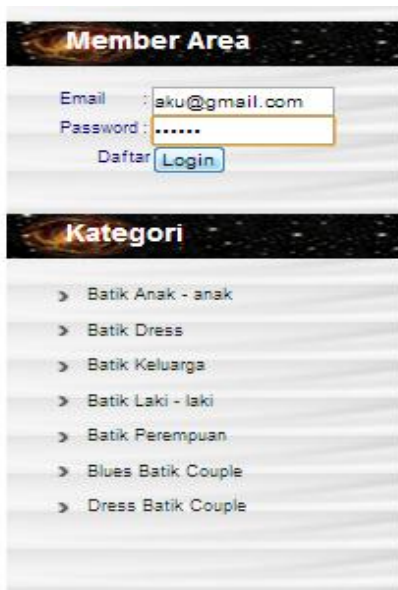 Member Area
Email : aku@gmail.com
Password : ••••••
Daftar Login
Kategori
Batik Anak - anak
Batik Dress
Batik Keluarga
Batik Laki - laki
Batik Perempuan
Blues Batik Couple
Dress Batik Couple